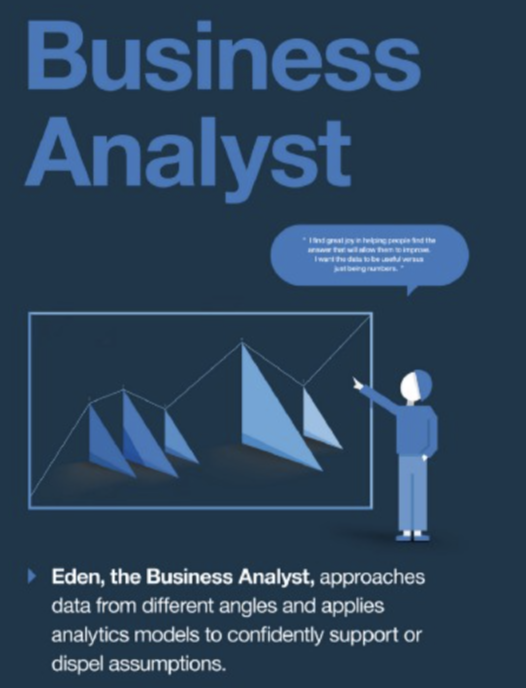 Business
Analyst
" I find great joy in helping people find the
answer that will allow them to improve.
I want the data to be useful versus
just being numbers. "
Eden, the Business Analyst, approaches
data from different angles and applies
analytics models to confidently support or
dispel assumptions.